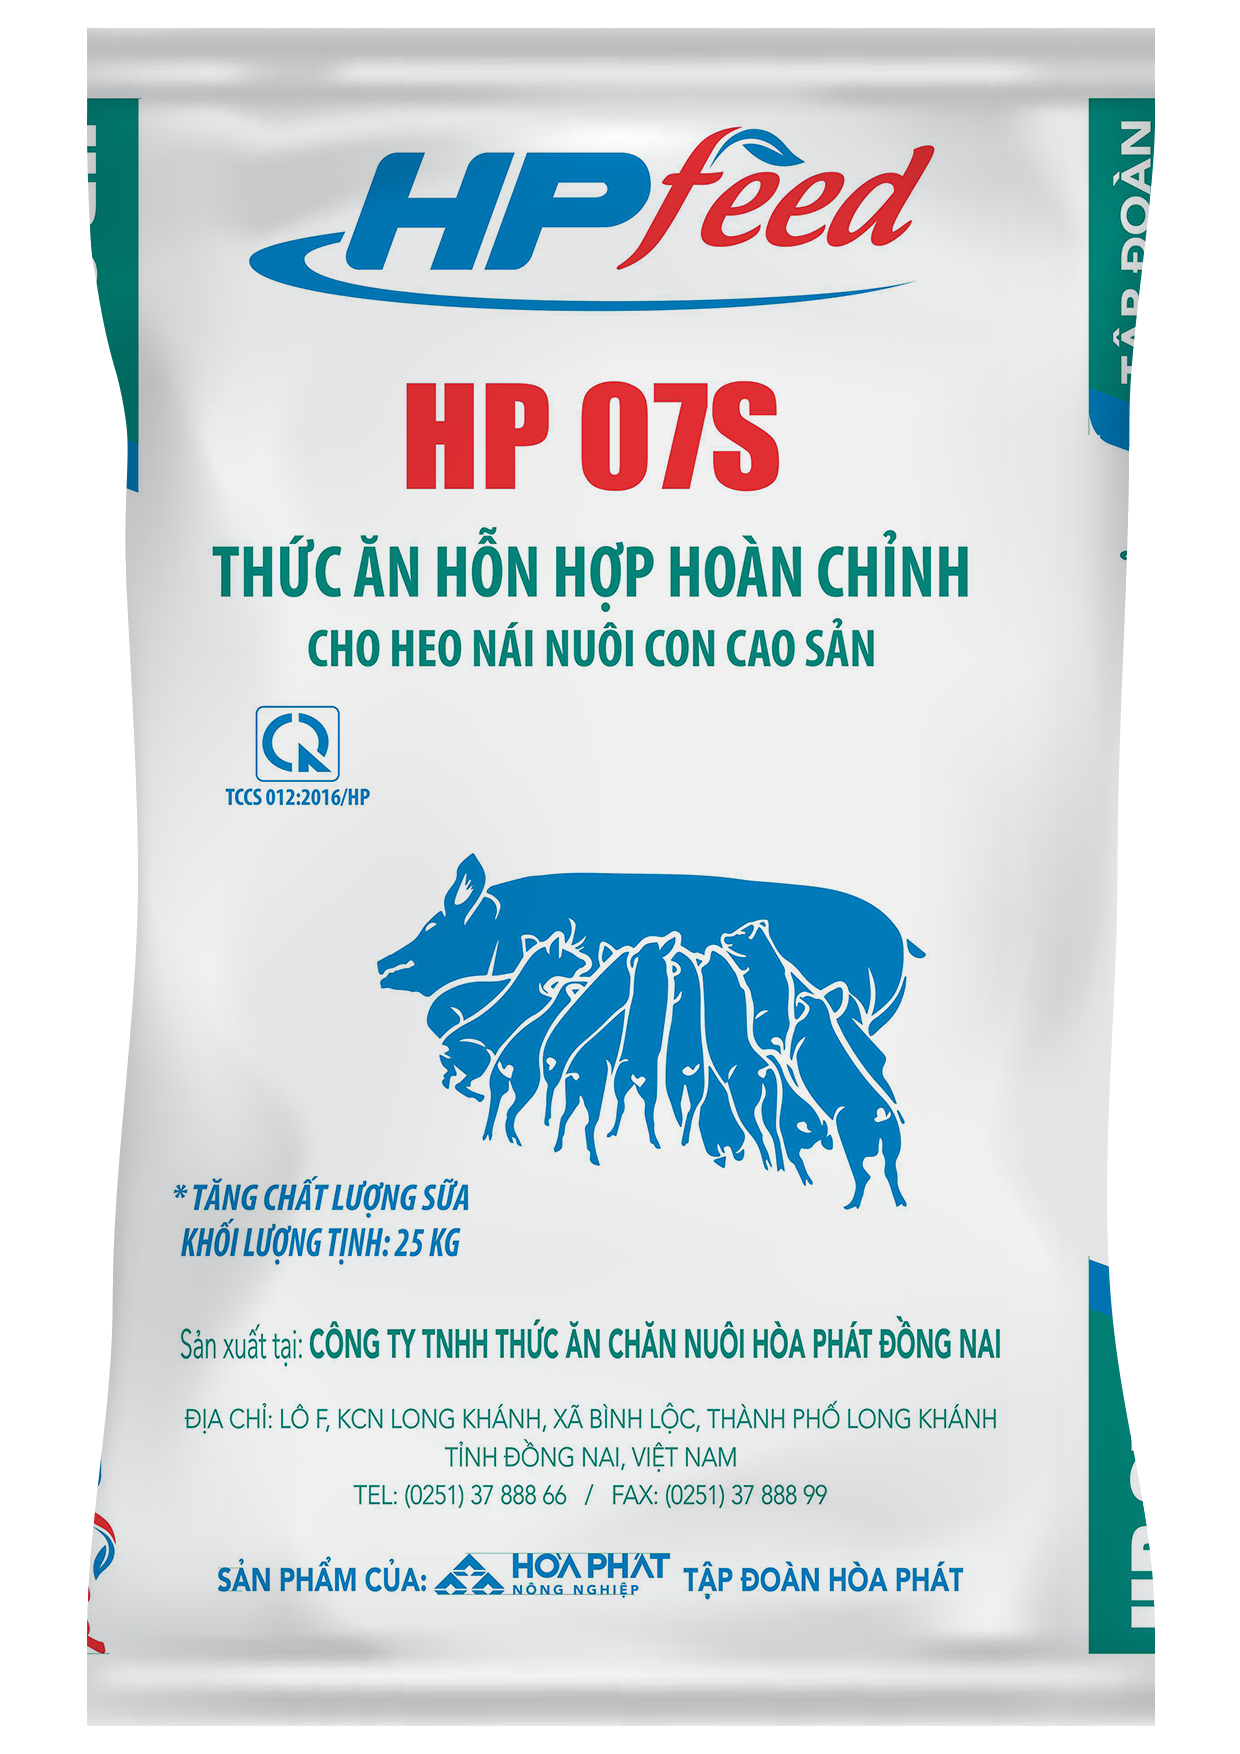 HPfeed
HP 07S
THỨC ĂN HỖN HỢP HOÀN CHỈNH
CHO HEO NÁI NUÔI CON CAO SẢN
TCCS 012:2016/HP
* TĂNG CHẤT LƯỢNG SỮA
KHỐI LƯỢNG TỊNH: 25 KG
Sản xuất tại: CÔNG TY TNHH THỨC ĂN CHĂN NUÔI HÒA PHÁT ĐỒNG NAI
ĐỊA CHỈ: LÔ F, KCN LONG KHÁNH, XÃ BÌNH LỘC, THÀNH PHỐ LONG KHÁNH
TỈNH ĐỒNG NAI, VIỆT NAM
TEL: (0251) 37 888 66 / FAX: (0251) 37 888 99
SẢN PHẨM CỦA: HÒA PHÁT NÔNG NGHIỆP TẬP ĐOÀN HÒA PHÁT
TẬP ĐOÀN